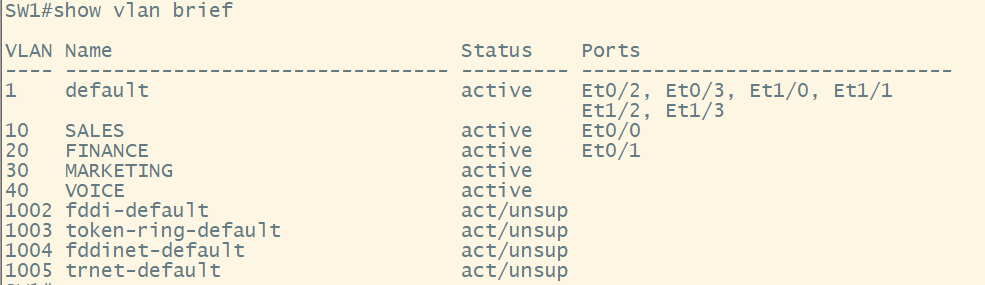 SW1#show vlan brief
VLAN Name                             Status    Ports
---- -------------------------------- --------- -------------------------------
1    default                          active    Et0/2, Et0/3, Et1/0, Et1/1
                                                Et1/2, Et1/3
10   SALES                            active    Et0/0
20   FINANCE                          active    Et0/1
30   MARKETING                        active
40   VOICE                            active
1002 fddi-default                     act/unsup
1003 token-ring-default               act/unsup
1004 fddinet-default                  act/unsup
1005 trnet-default                    act/unsup